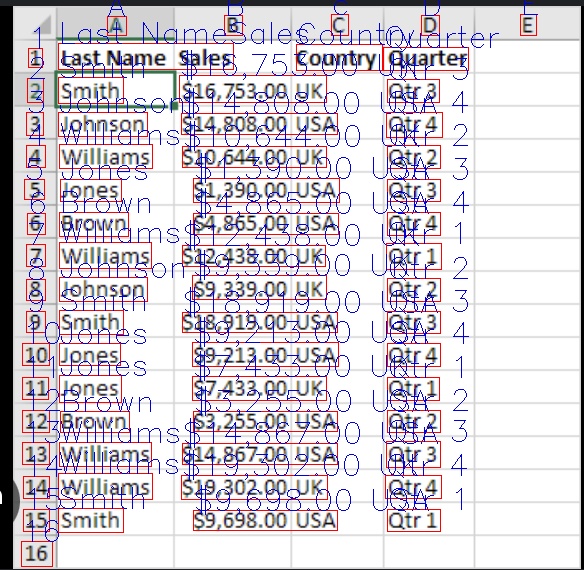 A B C D E
1 Last Name Sales Country Quarter
2 Smith $16,753.00 UK Qtr 3
3 Johnson $14,808.00 USA Qtr 4
4 Williams $10,644.00 UK Qtr 2
5 Jones $1,390.00 USA Qtr 3
6 Brown $4,865.00 USA Qtr 4
7 Williams $12,438.00 UK Qtr 1
8 Johnson $9,339.00 UK Qtr 2
9 Smith $18,919.00 USA Qtr 3
10 Jones $9,213.00 USA Qtr 4
11 Jones $7,433.00 UK Qtr 1
12 Brown $3,255.00 USA Qtr 2
13 Williams $14,867.00 USA Qtr 3
14 Williams $19,302.00 UK Qtr 4
15 Smith $9,698.00 USA Qtr 1
16